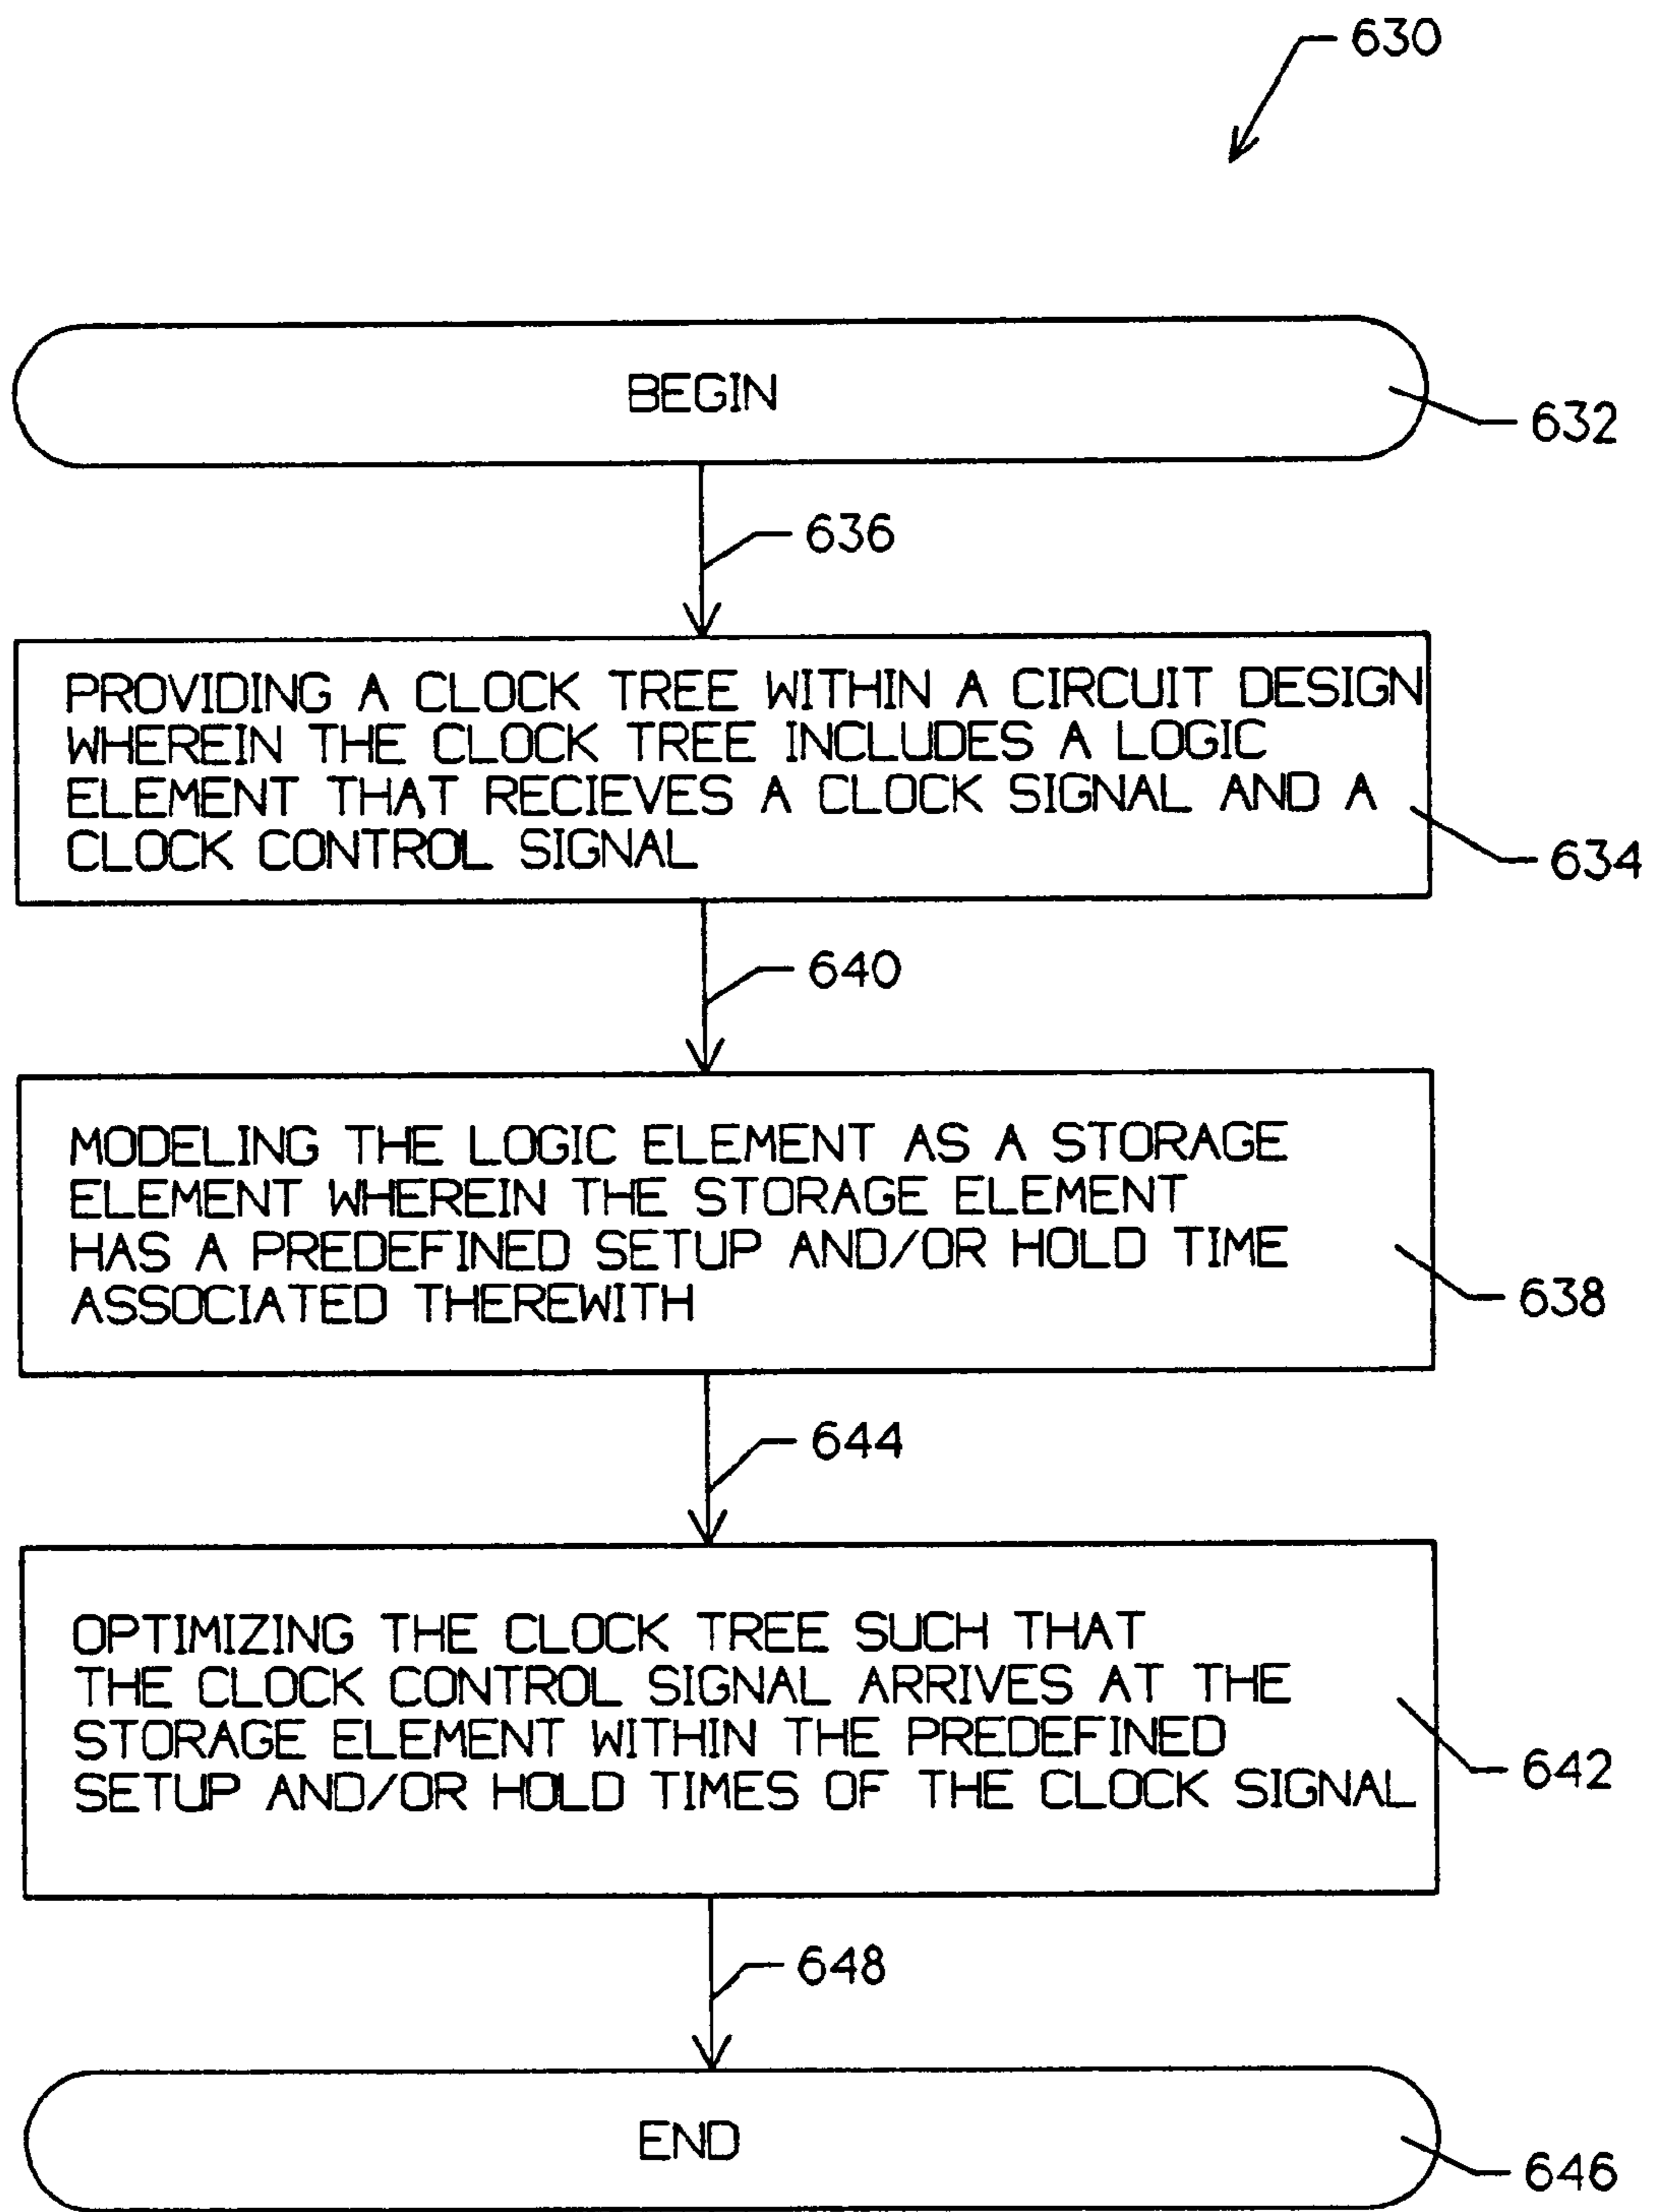 630
BEGIN
632
636
PROVIDING A CLOCK TREE WITHIN A CIRCUIT DESIGN
WHEREIN THE CLOCK TREE INCLUDES A LOGIC
ELEMENT THAT RECIEVES A CLOCK SIGNAL AND A
CLOCK CONTROL SIGNAL
634
640
MODELING THE LOGIC ELEMENT AS A STORAGE
ELEMENT WHEREIN THE STORAGE ELEMENT
HAS A PREDEFINED SETUP AND/OR HOLD TIME
ASSOCIATED THEREWITH
638
644
OPTIMIZING THE CLOCK TREE SUCH THAT
THE CLOCK CONTROL SIGNAL ARRIVES AT THE
STORAGE ELEMENT WITHIN THE PREDEFINED
SETUP AND/OR HOLD TIMES OF THE CLOCK SIGNAL
642
648
END
646